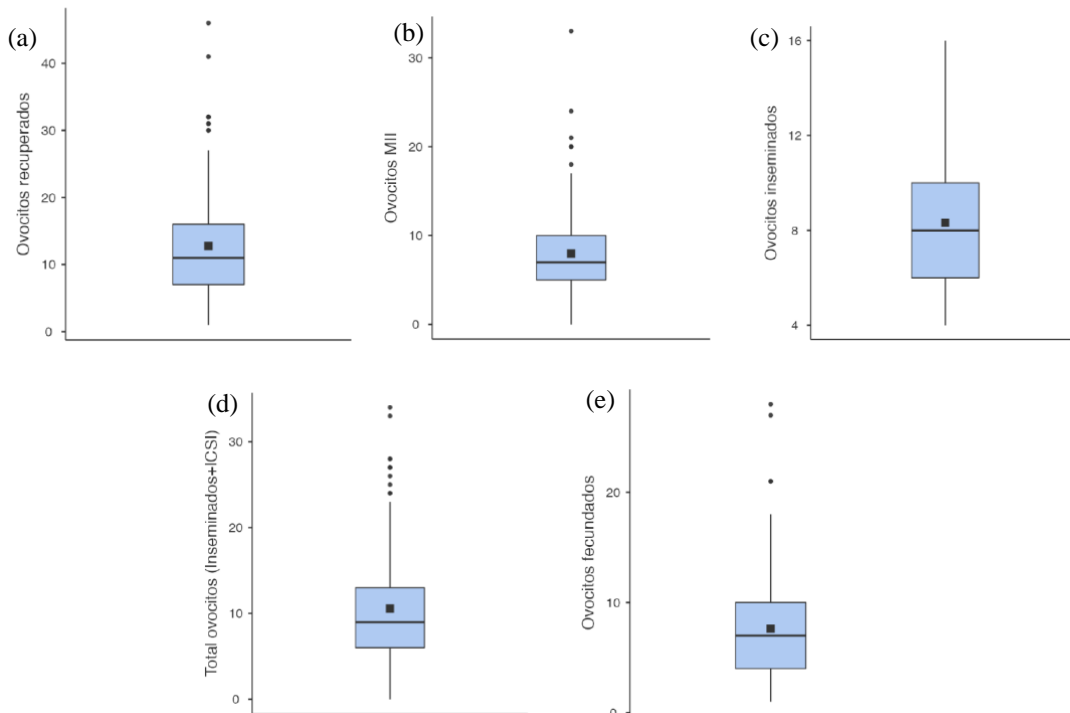 (a)
Ovocitos recuperados
40
30
20
10
0
(b)
Ovocitos MII
30
20
10
0
(c)
Ovocitos inseminados
16
12
8
4
(d)
Total ovocitos (Inseminados+ICSI)
30
20
10
0
(e)
Ovocitos fecundados
20
10
0